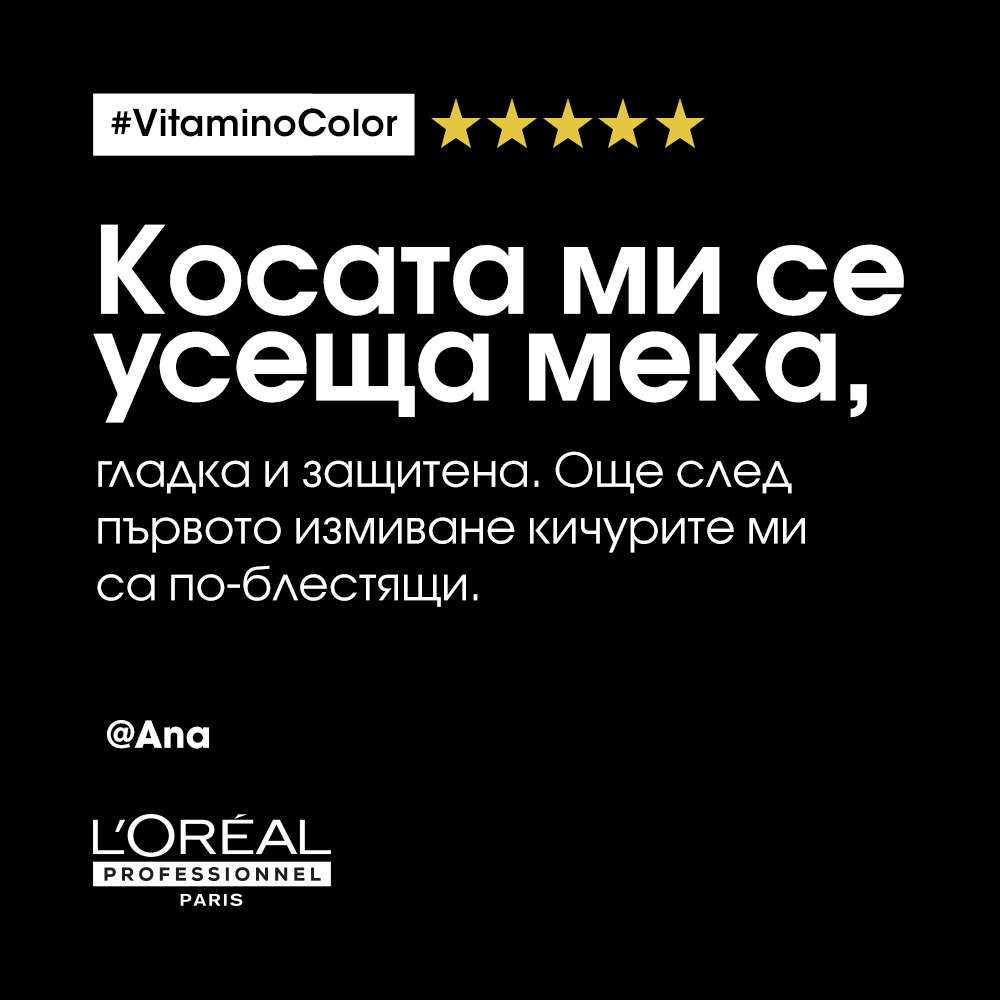 #VitaminoColor
Косата ми се
усеща мека,
гладка и защитена. Още след
първото измиване кичурите ми
са по-блестящи.
@Ana
L'ORÉAL
PROFESSIONNEL
PARIS